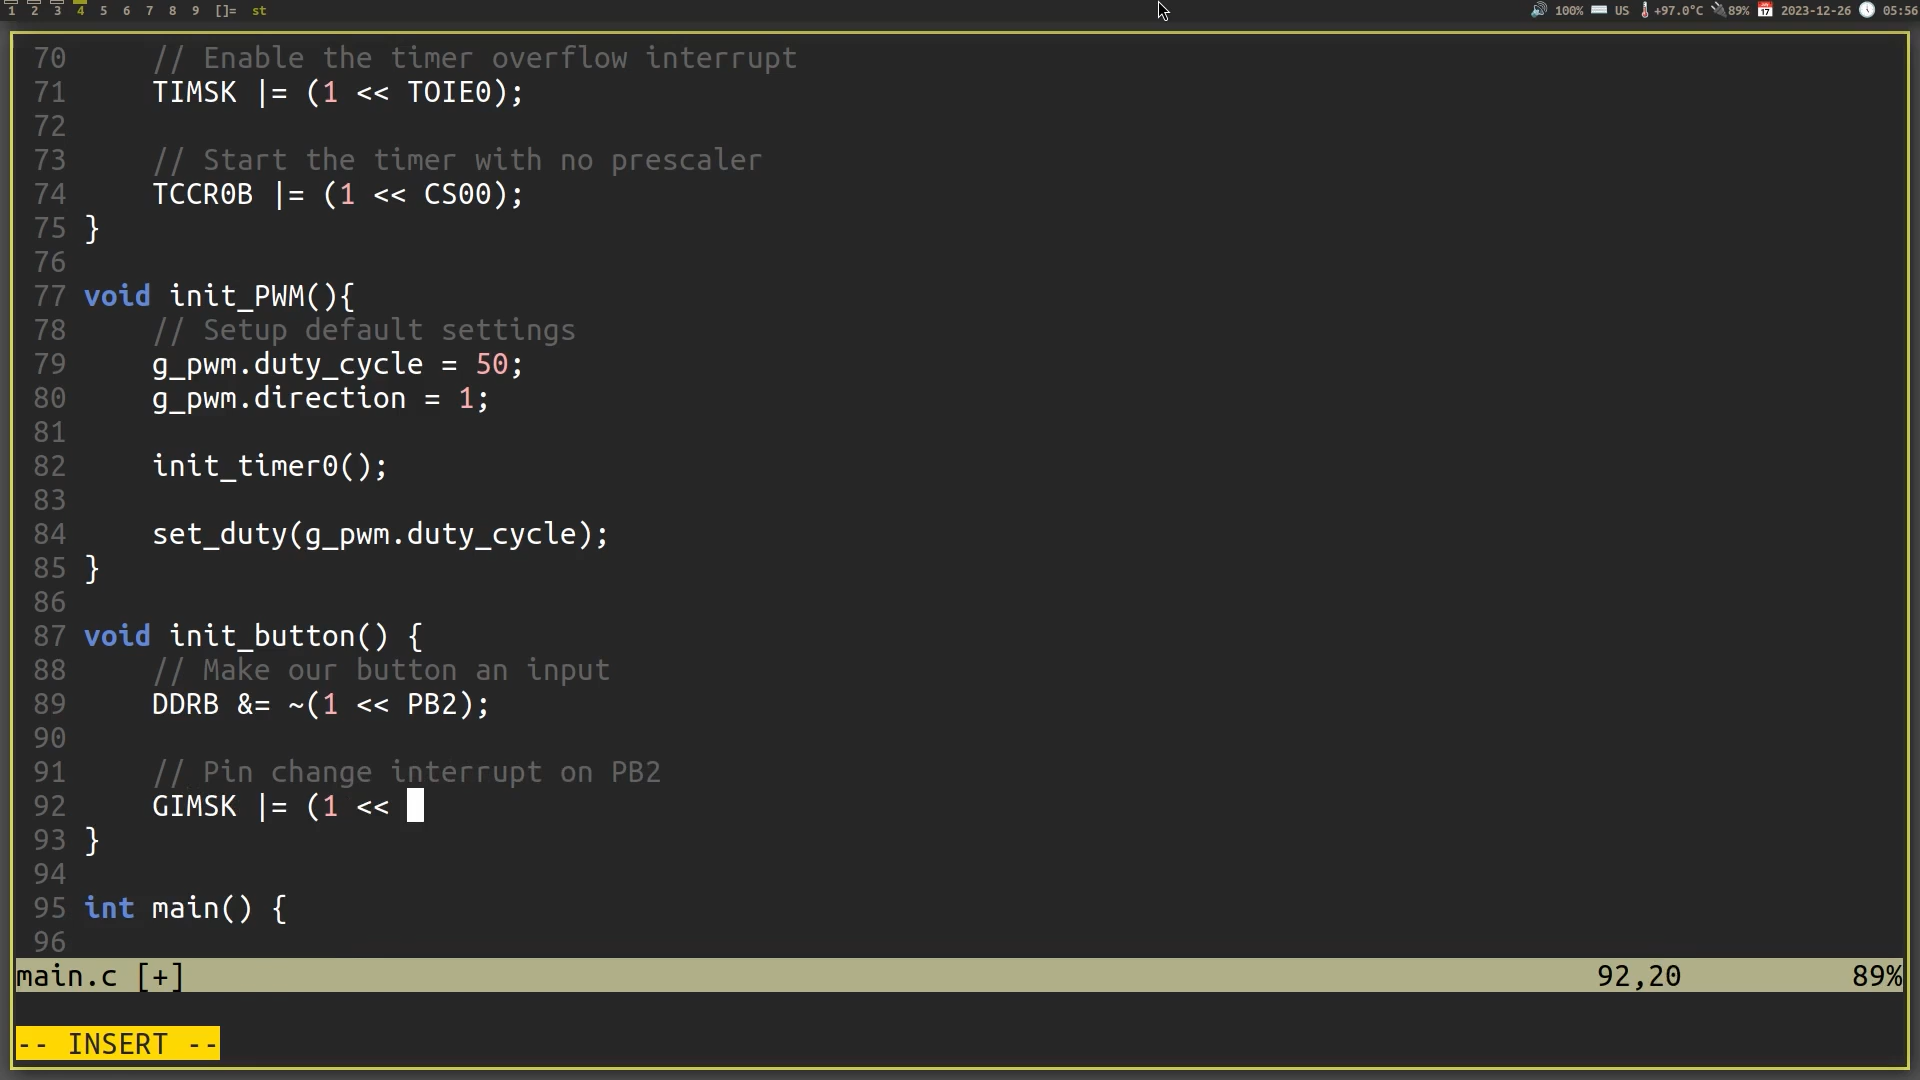 1 2 3 4 5 6 7 8 9 []= st 100% US +97.0°C 89% 2023-12-26 05:56
70 // Enable the timer overflow interrupt
71 TIMSK |= (1 << TOIE0);
72
73 // Start the timer with no prescaler
74 TCCR0B |= (1 << CS00);
75 }
76
77 void init_PWM(){
78 // Setup default settings
79 g_pwm.duty_cycle = 50;
80 g_pwm.direction = 1;
81
82 init_timer0();
83
84 set_duty(g_pwm.duty_cycle);
85 }
86
87 void init_button() {
88 // Make our button an input
89 DDRB &= ~(1 << PB2);
90
91 // Pin change interrupt on PB2
92 GIMSK |= (1 <<
93 }
94
95 int main() {
96
main.c [+] 92,20 89%
-- INSERT --